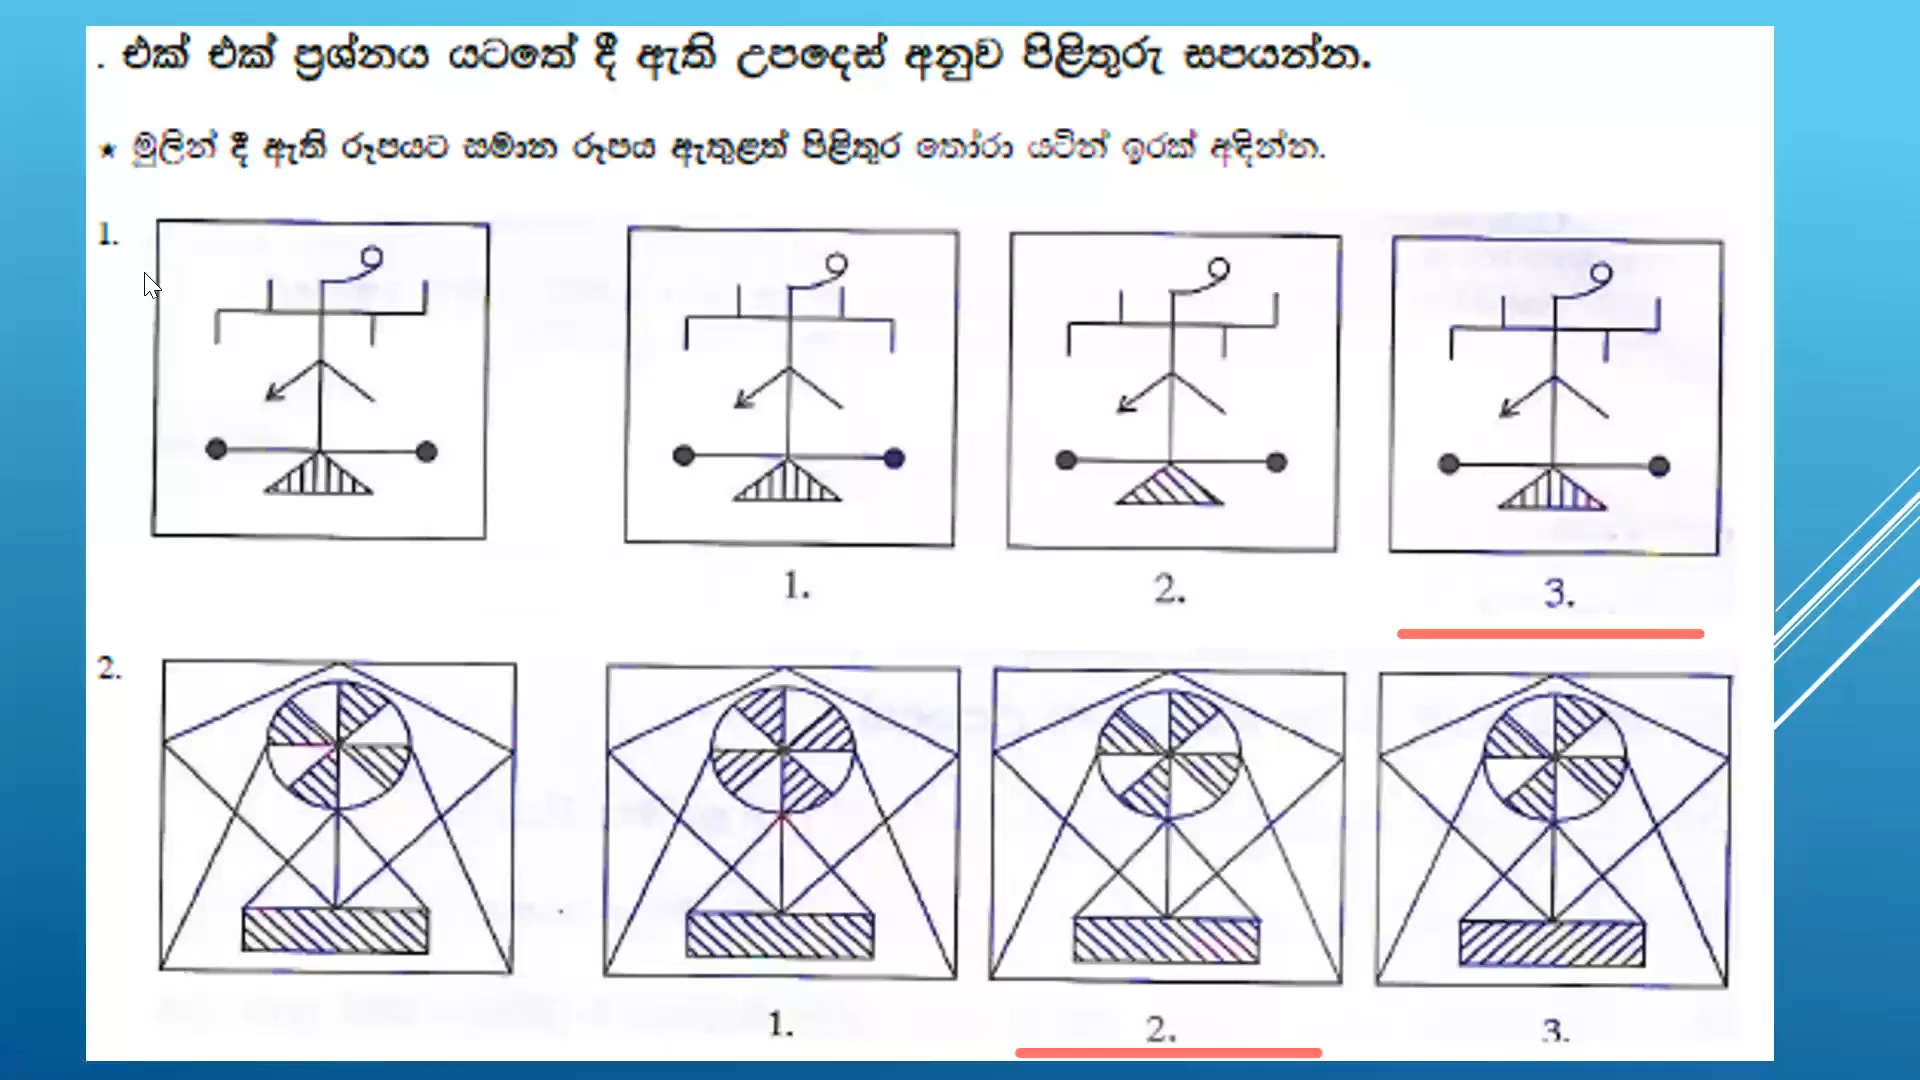 . එක් එක් ප්‍රශ්නය යටතේ දී ඇති උපදෙස් අනුව පිළිතුරු සපයන්න.
★ මුලින් දී ඇති රූපයට සමාන රූපය ඇතුළත් පිළිතුර තෝරා යටින් ඉරක් අඳින්න.
1.
1. 2. 3.
2.
1. 2. 3.